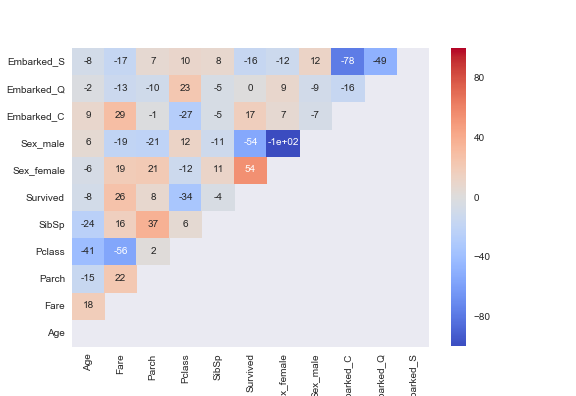 Embarked_S -8 -17 7 10 8 -16 -12 12 -78 -49
Embarked_Q -2 -13 -10 23 -5 0 9 -9 -16
Embarked_C 9 29 -1 -27 -5 17 7 -7
Sex_male 6 -19 -21 12 -11 -54 -1e+02
Sex_female -6 19 21 -12 11 54
Survived -8 26 8 -34 -4
SibSp -24 16 37 6
Pclass -41 -56 2
Parch -15 22
Fare 18
Age
Age
Fare
Parch
Pclass
SibSp
Survived
x_female
Sex_male
parked_C
parked_Q
parked_S
80
40
0
−40
−80